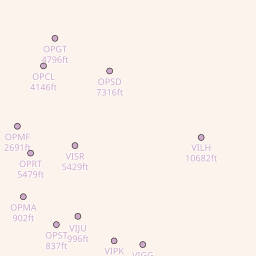 OPGT
4796ft
OPCL
4146ft
OPSD
7316ft
OPMF
2691ft
OPRT
5479ft
VISR
5429ft
VILH
10682ft
OPMA
902ft
VIJU
996ft
OPST
837ft
VIPK
VIGG